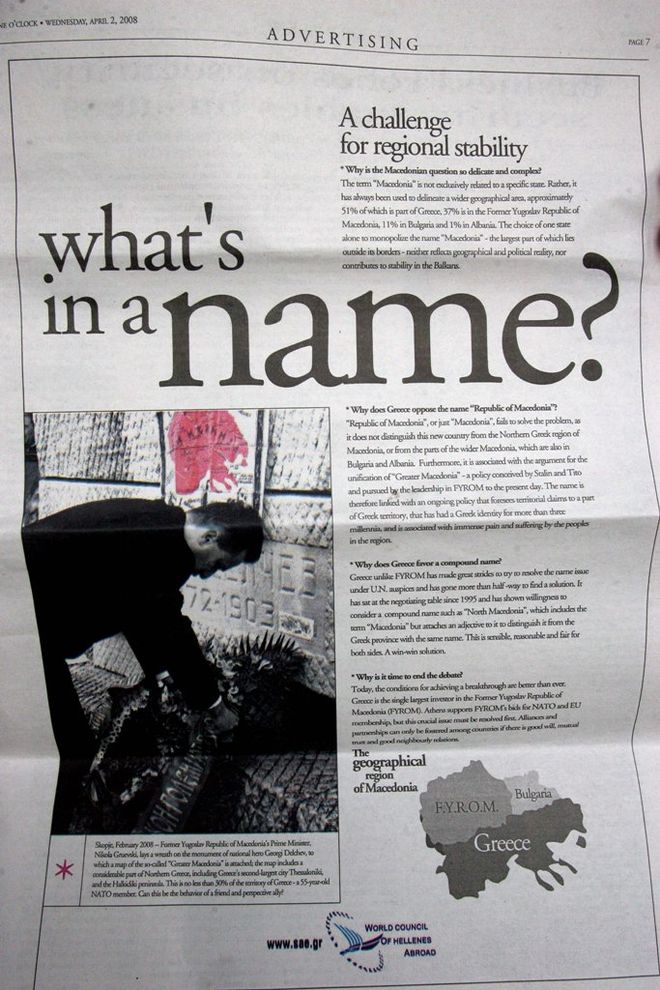 NE O'CLOCK • WEDNESDAY, APRIL 2, 2008
ADVERTISING
PAGE 7
A challenge
for regional stability
* Why is the Macedonian question so delicate and complex?
The term "Macedonia" is not exclusively related to a specific state. Rather, it
has always been used to delineate a wider geographical area, approximately
51% of which is part of Greece, 37% is in the Former Yugoslav Republic of
Macedonia, 11% in Bulgaria and 1% in Albania. The choice of one state
alone to monopolize the name "Macedonia" - the largest part of which lies
outside its borders - neither reflects geographical and political reality, nor
contributes to stability in the Balkans.
what's
in a name?
* Why does Greece oppose the name "Republic of Macedonia"?
"Republic of Macedonia", or just "Macedonia", fails to solve the problem, as
it does not distinguish this new country from the Northern Greek region of
Macedonia, or from the parts of the wider Macedonia, which are also in
Bulgaria and Albania. Furthermore, it is associated with the argument for the
unification of "Greater Macedonia" - a policy conceived by Stalin and Tito
and pursued by the leadership in FYROM to the present day. The name is
therefore linked with an ongoing policy that foresees territorial claims to a part
of Greek territory, that has had a Greek identity for more than three
millennia, and is associated with immense pain and suffering by the peoples
in the region.
* Why does Greece favor a compound name?
Greece unlike FYROM has made great strides to try to resolve the name issue
under U.N. auspices and has gone more than half-way to find a solution. It
has sat at the negotiating table since 1995 and has shown willingness to
consider a compound name such as "North Macedonia", which includes the
term "Macedonia" but attaches an adjective to it to distinguish it from the
Greek province with the same name. This is sensible, reasonable and fair for
both sides. A win-win solution.
* Why is it time to end the debate?
Today, the conditions for achieving a breakthrough are better than ever.
Greece is the single largest investor in the Former Yugoslav Republic of
Macedonia (FYROM). Athens supports FYROM's bids for NATO and EU
membership, but this crucial issue must be resolved first. Alliances and
partnerships can only be fostered among countries if there is good will, mutual
trust and good neighbourly relations.
72-1903
The
geographical
region
of Macedonia
F.Y.R.O.M.
Bulgaria
Greece
* Skopje, February 2008 – Former Yugoslav Republic of Macedonia's Prime Minister,
Nikola Gruevski, lays a wreath on the monument of national hero Georgi Delchev, to
which a map of the so-called "Greater Macedonia" is attached; the map includes a
considerable part of Northern Greece, including Greece's second-largest city Thessaloniki,
and the Halkidiki peninsula. This is no less than 30% of the territory of Greece - a 55-year-old
NATO member. Can this be the behavior of a friend and perspective ally?
www.sae.gr
WORLD COUNCIL
OF HELLENES
ABROAD